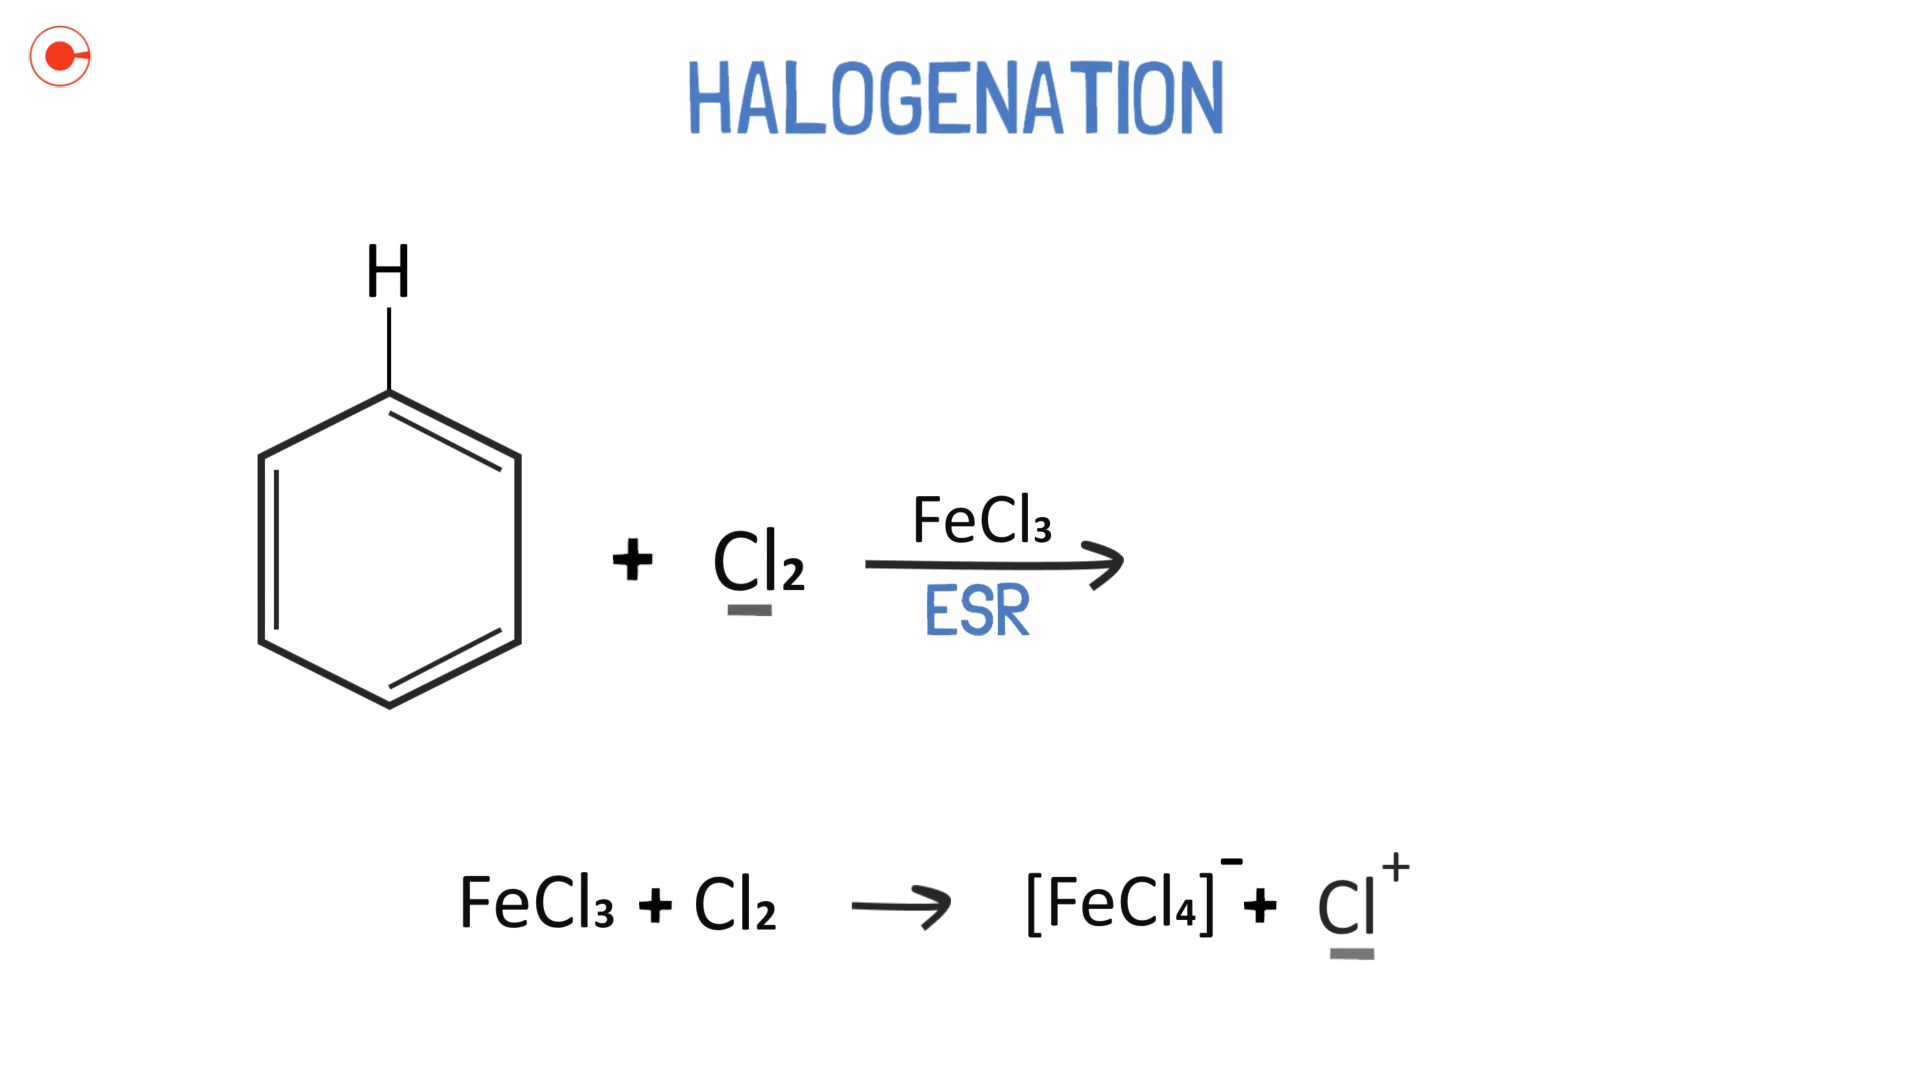 HALOGENATION
H
FeCl₃
+ Cl₂
ESR
FeCl₃ + Cl₂ → [FeCl₄]⁻ + Cl⁺